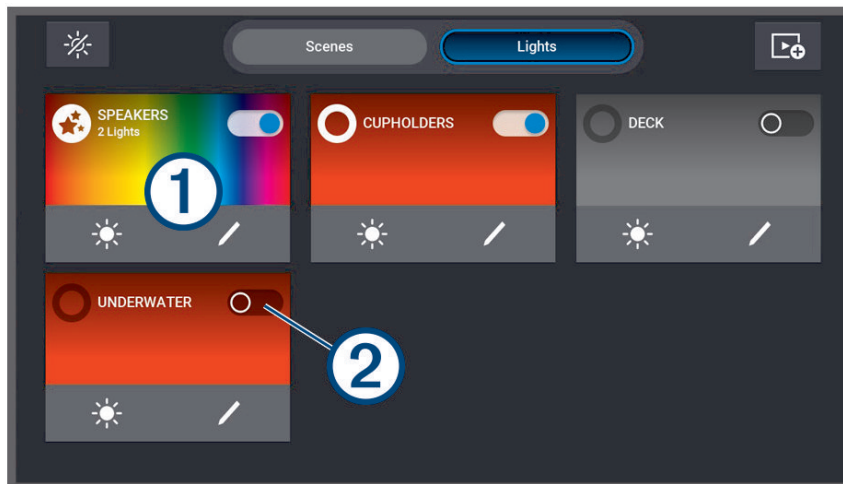 Scenes
Lights
SPEAKERS
2 Lights
CUPHOLDERS
DECK
1
UNDERWATER
2